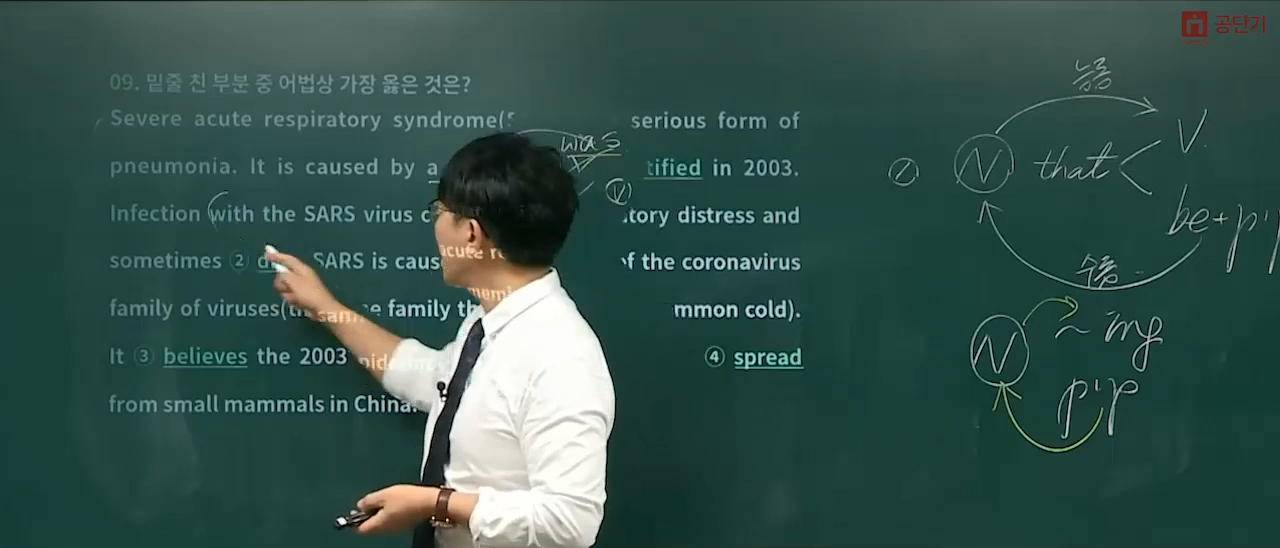 공단기
09. 밑줄 친 부분 중 어법상 가장 옳은 것은?
Severe acute respiratory syndrome(S serious form of
pneumonia. It is caused by a was tified in 2003.
Infection with the SARS virus c tory distress and
sometimes ② SARS is caus f the coronavirus
family of viruses( family th mmon cold).
It ③ believes the 2003 ④ spread
from small mammals in China.
능동
N that V.
be+p.p
수동
N ~ing
p.p